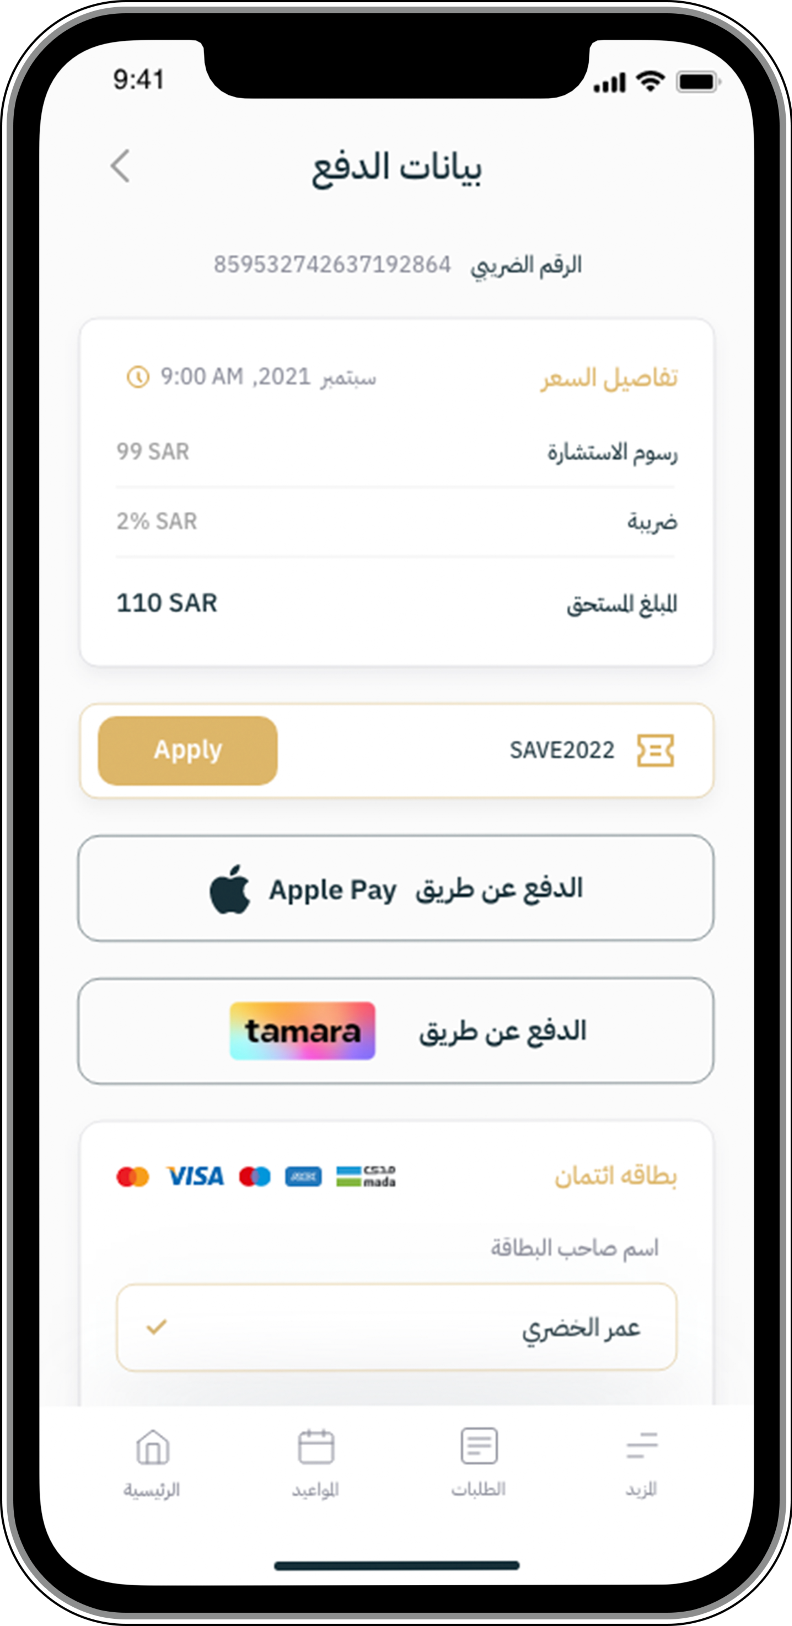 9:41
بيانات الدفع
الرقم الضريبي 859532742637192864
تفاصيل السعر
سبتمبر 2021, 9:00 AM
رسوم الاستشارة 99 SAR
ضريبة 2% SAR
المبلغ المستحق 110 SAR
SAVE2022
Apply
الدفع عن طريق Apple Pay
الدفع عن طريق tamara
بطاقه ائتمان
VISA
AMEX
مدى
mada
اسم صاحب البطاقة
عمر الخضري
المزيد
الطلبات
المواعيد
الرئيسية